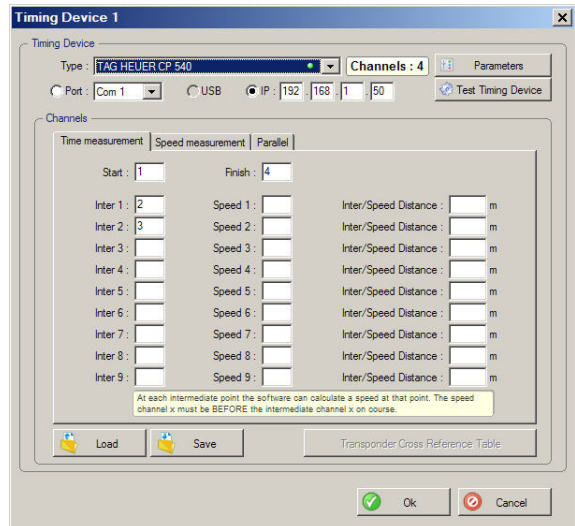 Timing Device 1
Timing Device
Type : TAG HEUER CP 540 Channels : 4 Parameters
Port : Com 1 USB IP : 192 . 168 . 1 . 50 Test Timing Device
Channels
Time measurement Speed measurement Parallel
Start : 1 Finish : 4
Inter 1 : 2 Speed 1 : Inter/Speed Distance : m
Inter 2 : 3 Speed 2 : Inter/Speed Distance : m
Inter 3 : Speed 3 : Inter/Speed Distance : m
Inter 4 : Speed 4 : Inter/Speed Distance : m
Inter 5 : Speed 5 : Inter/Speed Distance : m
Inter 6 : Speed 6 : Inter/Speed Distance : m
Inter 7 : Speed 7 : Inter/Speed Distance : m
Inter 8 : Speed 8 : Inter/Speed Distance : m
Inter 9 : Speed 9 : Inter/Speed Distance : m
At each intermediate point the software can calculate a speed at that point. The speed
channel x must be BEFORE the intermediate channel x on course.
Load Save Transponder Cross Reference Table
Ok Cancel